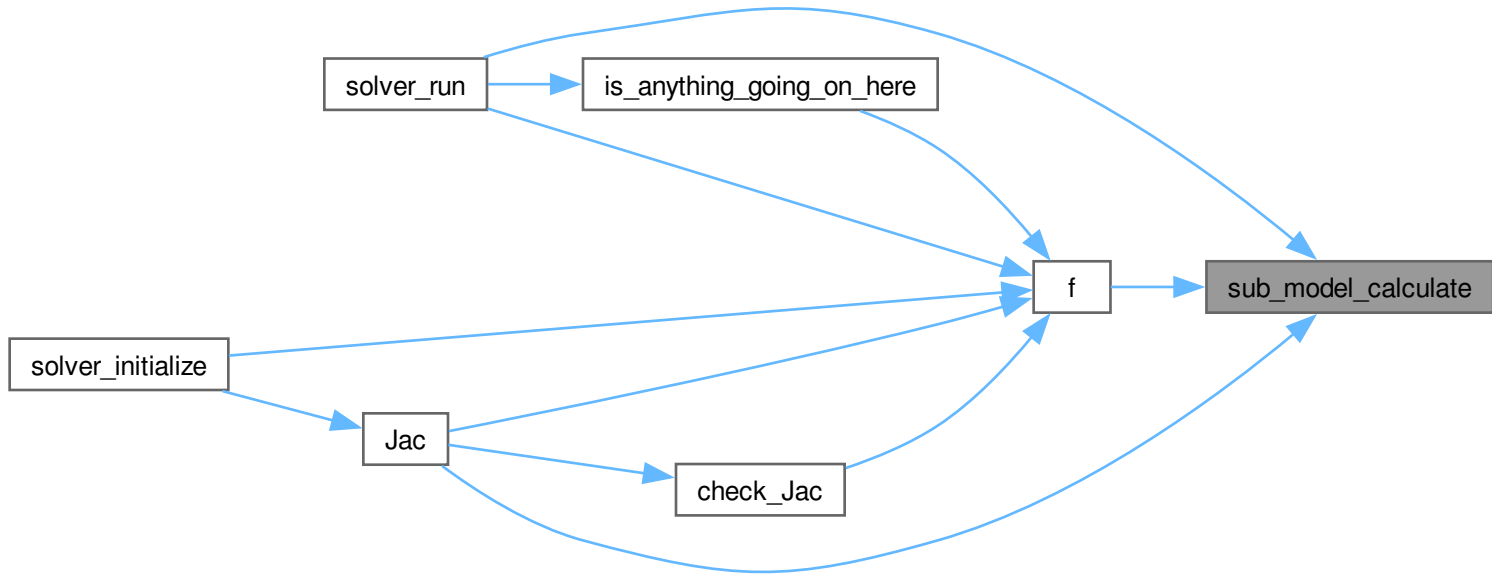 solver_run
is_anything_going_on_here
f
sub_model_calculate
solver_initialize
Jac
check_Jac